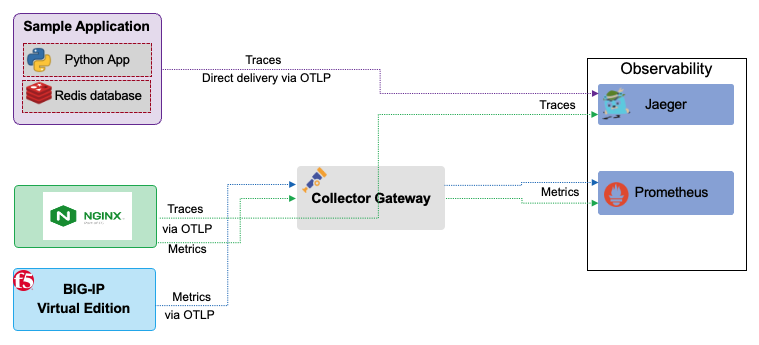 Sample Application
Python App
Redis database
Traces
Direct delivery via OTLP
Observability
Jaeger
Traces
Prometheus
Metrics
Collector Gateway
NGINX
Traces
via OTLP
Metrics
f5
BIG-IP
Virtual Edition
Metrics
via OTLP